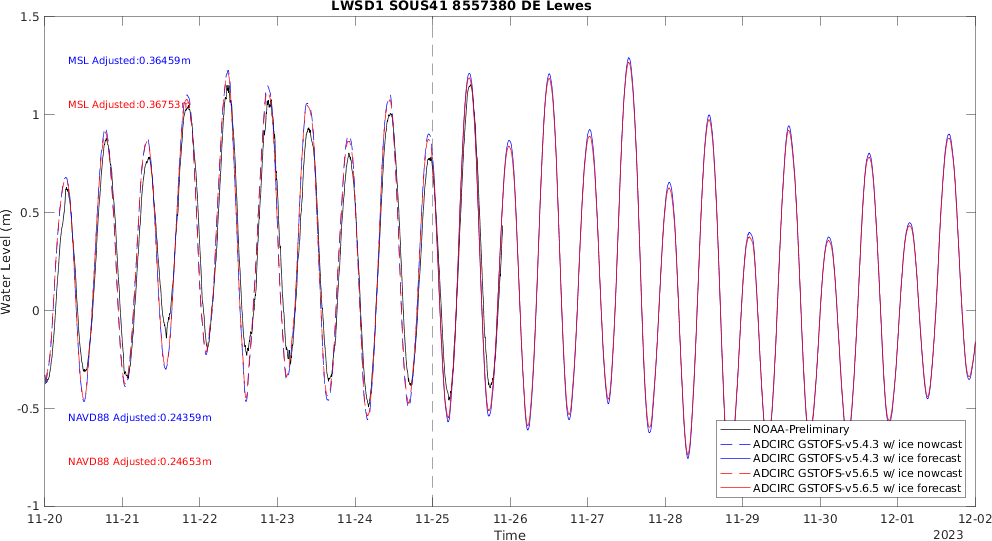 LWSD1 SOUS41 8557380 DE Lewes
1.5
1
0.5
0
-0.5
-1
Water Level (m)
MSL Adjusted:0.36459m
MSL Adjusted:0.36753m
NAVD88 Adjusted:0.24359m
NAVD88 Adjusted:0.24653m
NOAA-Preliminary
ADCIRC GSTOFS-v5.4.3 w/ ice nowcast
ADCIRC GSTOFS-v5.4.3 w/ ice forecast
ADCIRC GSTOFS-v5.6.5 w/ ice nowcast
ADCIRC GSTOFS-v5.6.5 w/ ice forecast
11-20 11-21 11-22 11-23 11-24 11-25 11-26 11-27 11-28 11-29 11-30 12-01 12-02
Time
2023